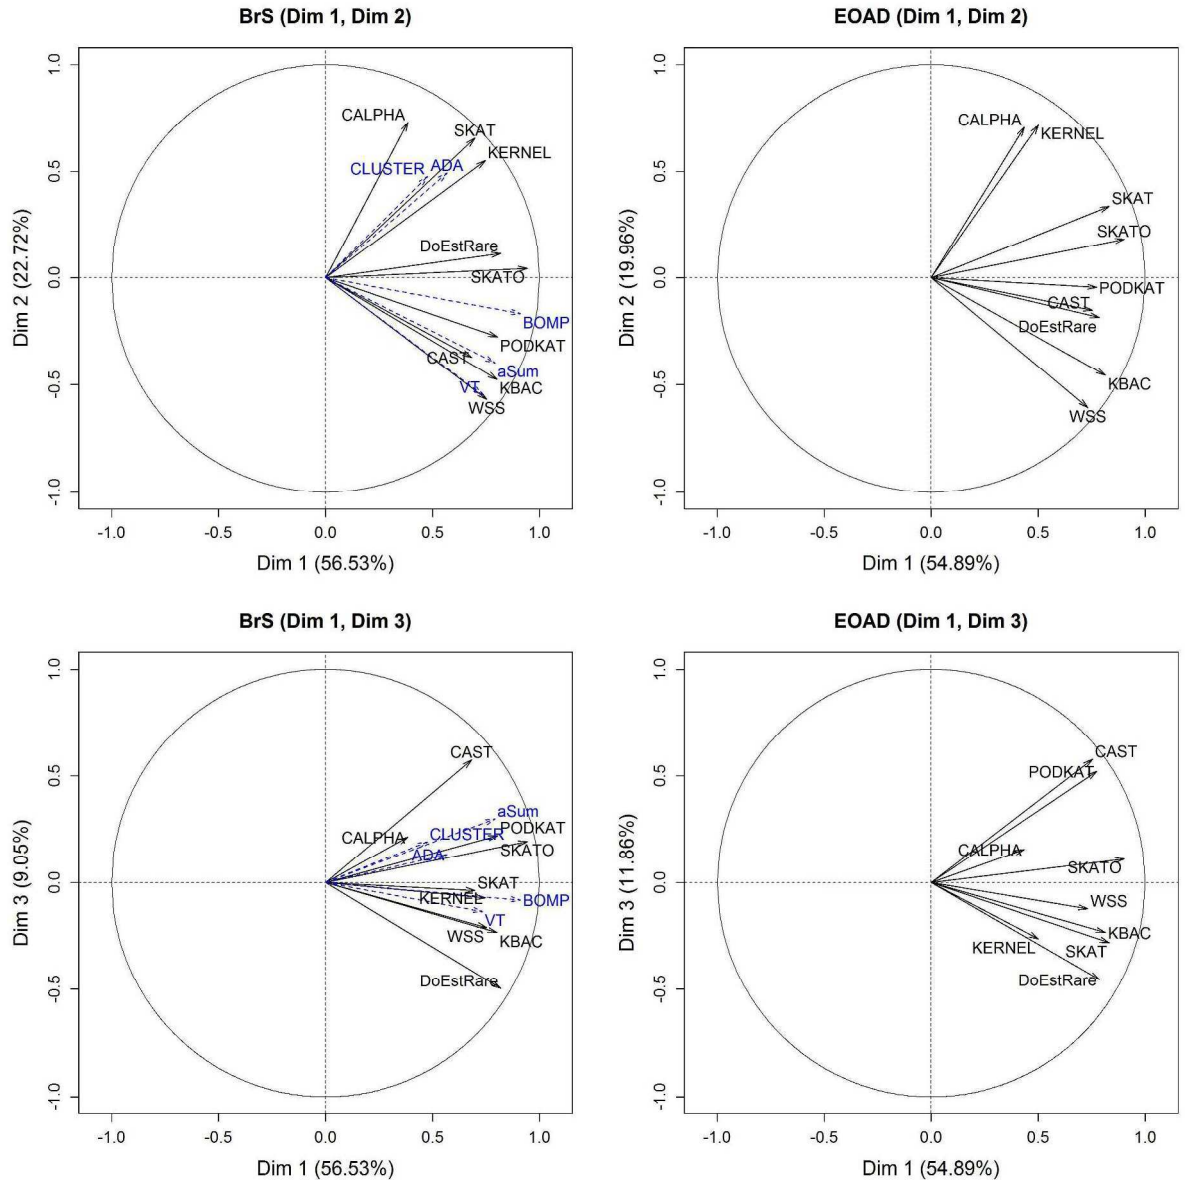 BrS (Dim 1, Dim 2)
1.0
0.5
0.0
-0.5
-1.0
Dim 2 (22.72%)
CALPHA
SKAT
KERNEL
CLUSTER
ADA
DoEstRare
SKATO
BOMP
PODKAT
CAST
aSum
VT
KBAC
WSS
-1.0 -0.5 0.0 0.5 1.0
Dim 1 (56.53%)
EOAD (Dim 1, Dim 2)
1.0
0.5
0.0
-0.5
-1.0
Dim 2 (19.96%)
CALPHA
KERNEL
SKAT
SKATO
PODKAT
CAST
DoEstRare
KBAC
WSS
-1.0 -0.5 0.0 0.5 1.0
Dim 1 (54.89%)
BrS (Dim 1, Dim 3)
1.0
0.5
0.0
-0.5
-1.0
Dim 3 (9.05%)
CAST
aSum
PODKAT
CLUSTER
CALPHA
SKATO
ADA
SKAT
KERNEL
BOMP
VT
WSS
KBAC
DoEstRare
-1.0 -0.5 0.0 0.5 1.0
Dim 1 (56.53%)
EOAD (Dim 1, Dim 3)
1.0
0.5
0.0
-0.5
-1.0
Dim 3 (11.86%)
CAST
PODKAT
CALPHA
SKATO
WSS
KBAC
KERNEL
SKAT
DoEstRare
-1.0 -0.5 0.0 0.5 1.0
Dim 1 (54.89%)